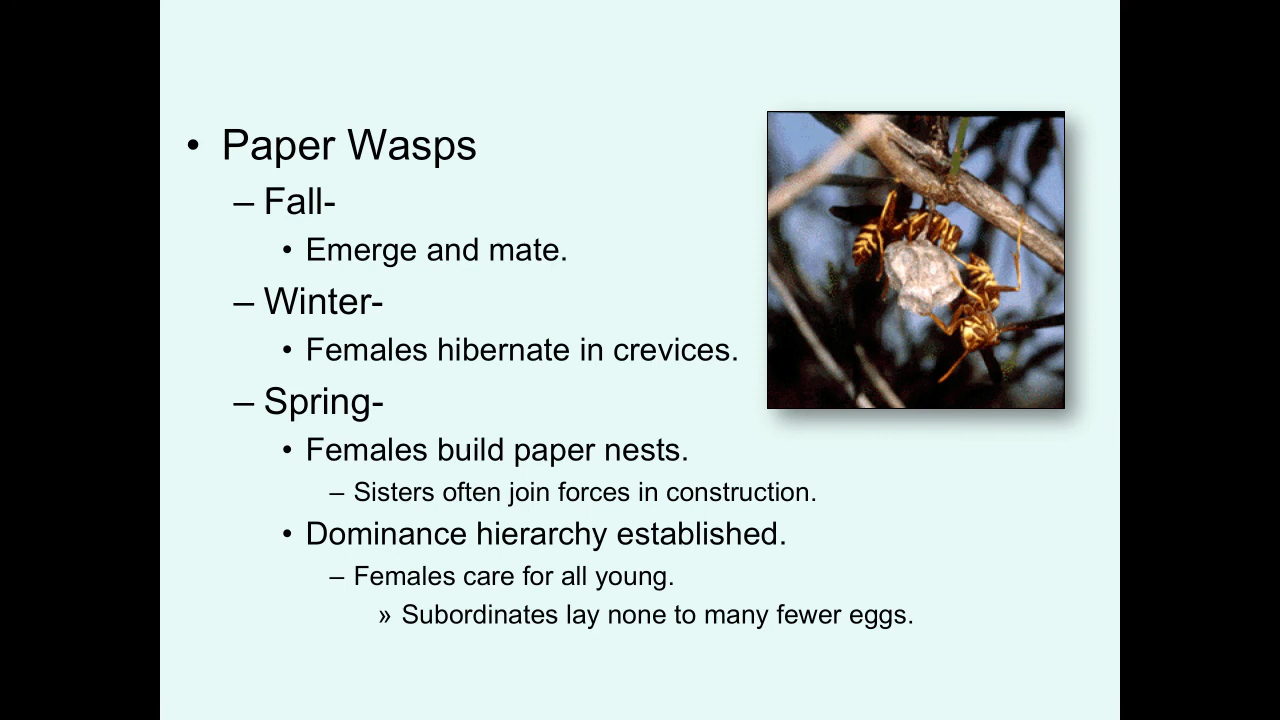 • Paper Wasps
– Fall-
• Emerge and mate.
– Winter-
• Females hibernate in crevices.
– Spring-
• Females build paper nests.
– Sisters often join forces in construction.
• Dominance hierarchy established.
– Females care for all young.
» Subordinates lay none to many fewer eggs.